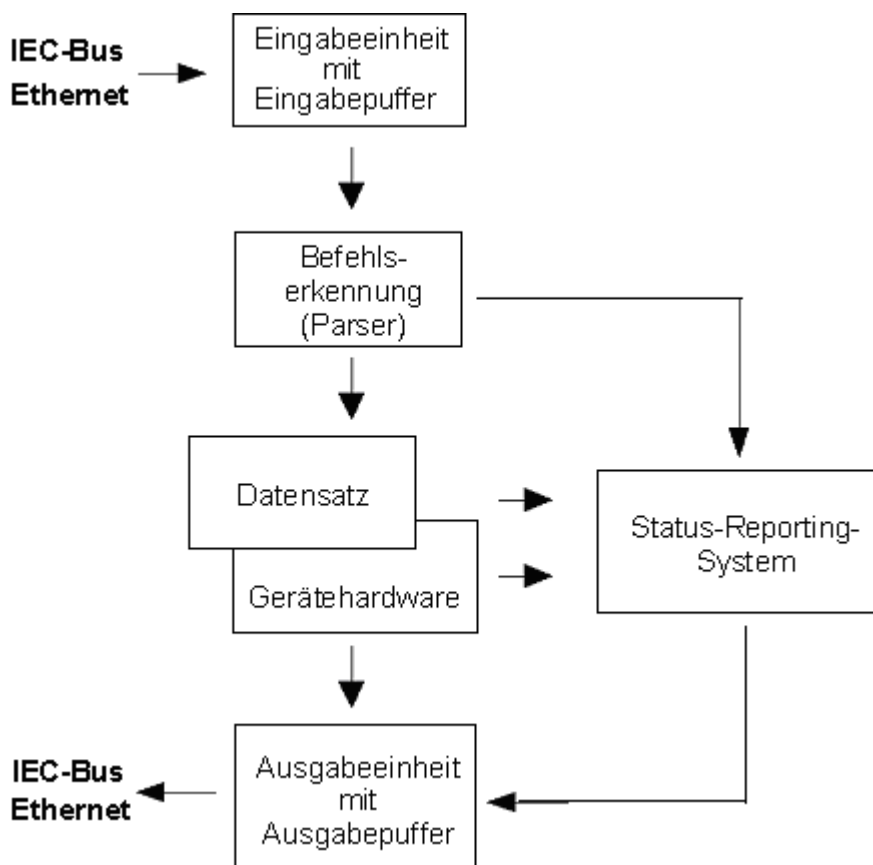 IEC-Bus
Ethernet
Eingabeeinheit
mit
Eingabepuffer
Befehls-
erkennung
(Parser)
Datensatz
Gerätehardware
Status-Reporting-
System
IEC-Bus
Ethernet
Ausgabeeinheit
mit
Ausgabepuffer